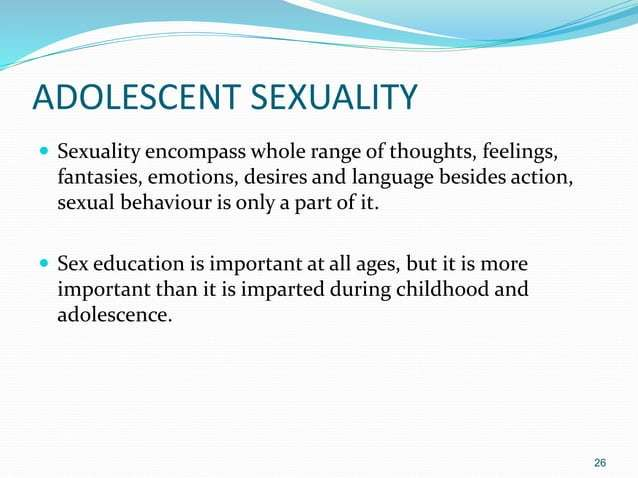 ADOLESCENT SEXUALITY
Sexuality encompass whole range of thoughts, feelings,
fantasies, emotions, desires and language besides action,
sexual behaviour is only a part of it.
Sex education is important at all ages, but it is more
important than it is imparted during childhood and
adolescence.
26